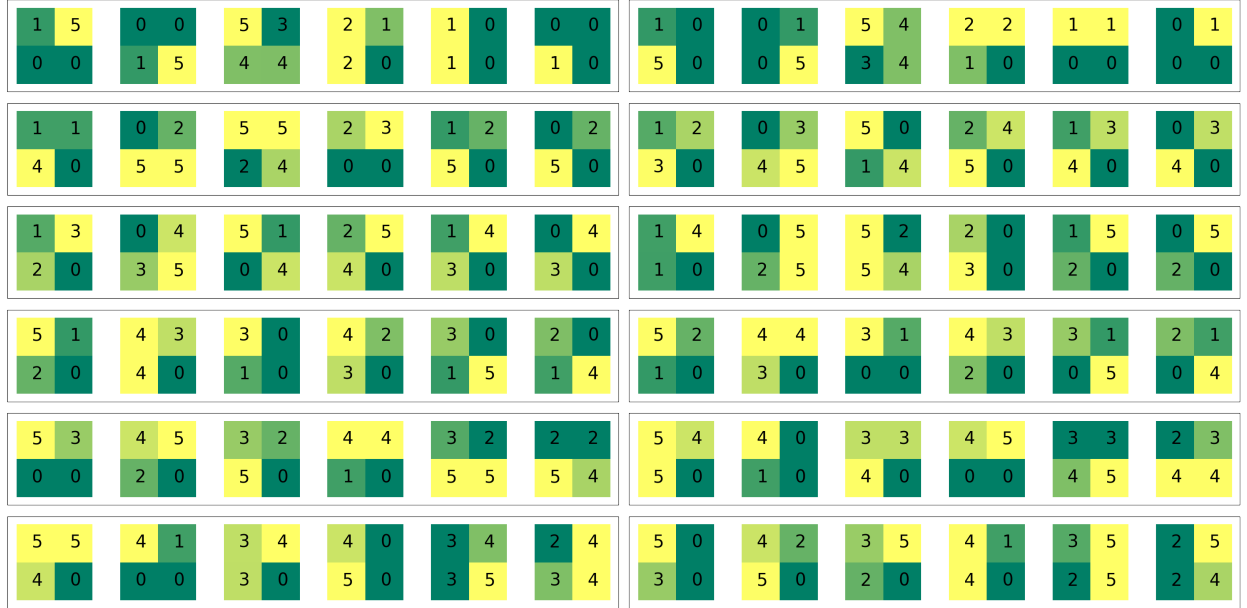 1 5 0 0 5 3 2 1 1 0 0 0 1 0 0 1 5 4 2 2 1 1 0 1
0 0 1 5 4 4 2 0 1 0 1 0 5 0 0 5 3 4 1 0 0 0 0 0
1 1 0 2 5 5 2 3 1 2 0 2 1 2 0 3 5 0 2 4 1 3 0 3
4 0 5 5 2 4 0 0 5 0 5 0 3 0 4 5 1 4 5 0 4 0 4 0
1 3 0 4 5 1 2 5 1 4 0 4 1 4 0 5 5 2 2 0 1 5 0 5
2 0 3 5 0 4 4 0 3 0 3 0 1 0 2 5 5 4 3 0 2 0 2 0
5 1 4 3 3 0 4 2 3 0 2 0 5 2 4 4 3 1 4 3 3 1 2 1
2 0 4 0 1 0 3 0 1 5 1 4 1 0 3 0 0 0 2 0 0 5 0 4
5 3 4 5 3 2 4 4 3 2 2 2 5 4 4 0 3 3 4 5 3 3 2 3
0 0 2 0 5 0 1 0 5 5 5 4 5 0 1 0 4 0 0 0 4 5 4 4
5 5 4 1 3 4 4 0 3 4 2 4 5 0 4 2 3 5 4 1 3 5 2 5
4 0 0 0 3 0 5 0 3 5 3 4 3 0 5 0 2 0 4 0 2 5 2 4